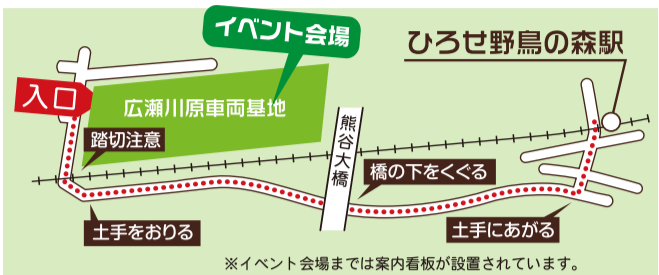 イベント会場
ひろせ野鳥の森駅
入口
広瀬川原車両基地
踏切注意
熊谷大橋
橋の下をくぐる
土手をおりる
土手にあがる
※イベント会場までは案内看板が設置されています。